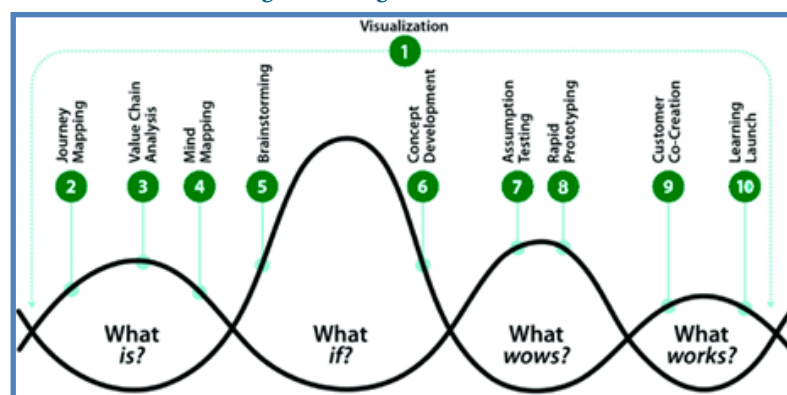 Visualization
1
Journey
Mapping
2
Value Chain
Analysis
3
Mind
Mapping
4
Brainstorming
5
Concept
Development
6
Assumption
Testing
7
Rapid
Prototyping
8
Customer
Co-Creation
9
Learning
Launch
10
What
is?
What
if?
What
wows?
What
works?